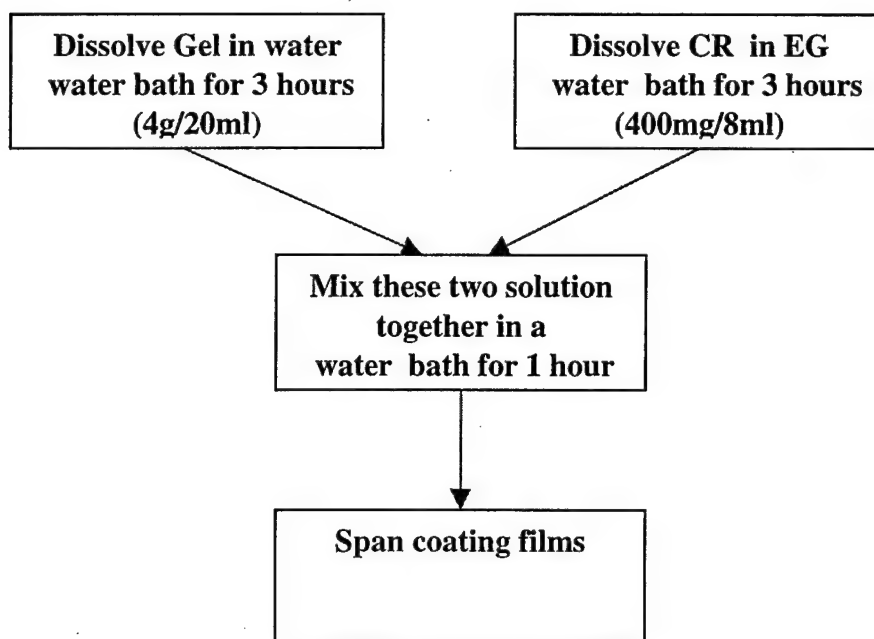 Dissolve Gel in water
water bath for 3 hours
(4g/20ml)
Dissolve CR in EG
water bath for 3 hours
(400mg/8ml)
Mix these two solution
together in a
water bath for 1 hour
Span coating films